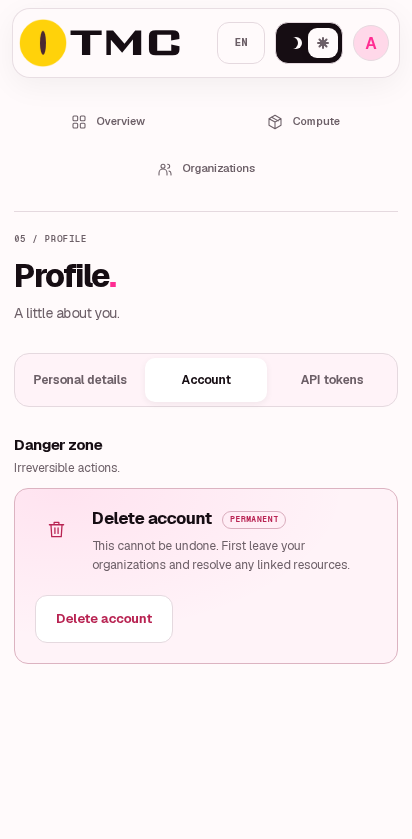 TMC
EN
A
Overview
Compute
Organizations
05 / PROFILE
Profile.
A little about you.
Personal details
Account
API tokens
Danger zone
Irreversible actions.
Delete account
PERMANENT
This cannot be undone. First leave your
organizations and resolve any linked resources.
Delete account